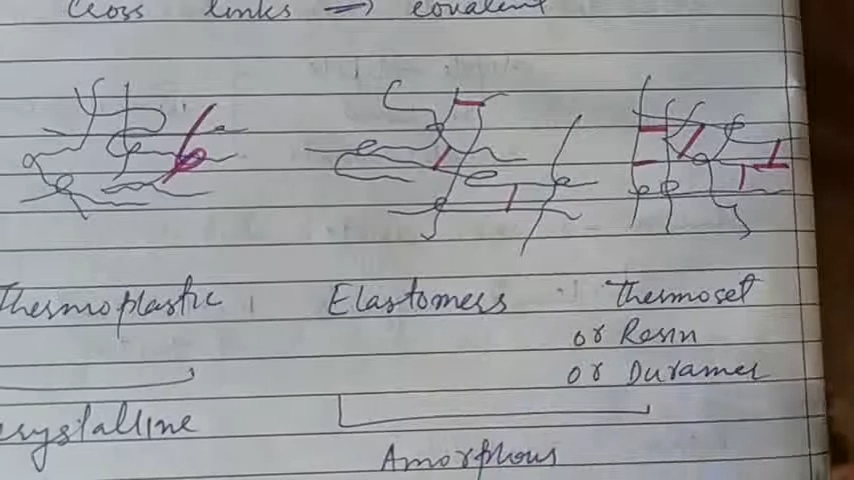 Cross links => covalent
Thermoplastic Elastomers Thermoset
or Resin
or Duramer
crystalline
Amorphous